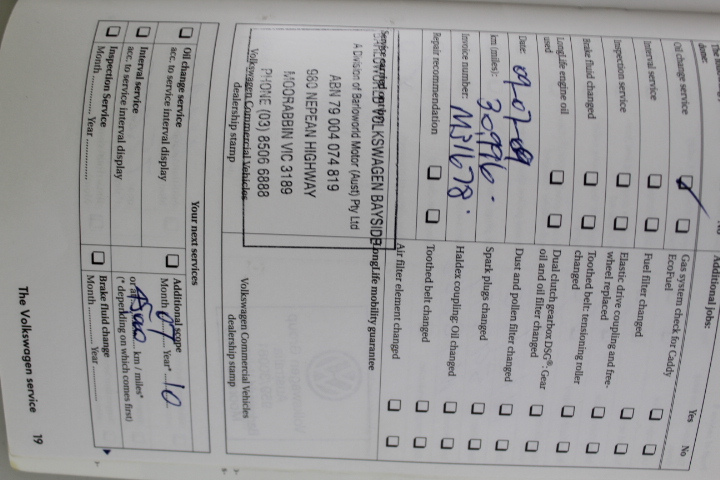 done:
No
Additional jobs:
Yes
No
Oil change service
Gas system check for Caddy
EcoFuel
Interval service
Fuel filter changed
Inspection service
Elastic drive coupling and free-
wheel replaced
Brake fluid changed
Toothed belt: tensioning roller
changed
LongLife engine oil
used
Dual clutch gearbox DSG®: Gear
oil and oil filter changed
Date:
Dust and pollen filter changed
km (miles): 30,996.
Spark plugs changed
Invoice number: M31678.
Haldex coupling: Oil changed
Repair recommendation
Toothed belt changed
Air filter element changed
Service carried out by:
LongLife mobility guarantee
VOLKSWAGEN BAYSIDE
A Division of Barloworld Motor (Aust) Pty Ltd
ABN 79 004 074 819
980 NEPEAN HIGHWAY
MOORABBIN VIC 3189
PHONE (03) 8506 6888
Volkswagen Commercial Vehicles
dealership stamp
Volkswagen Commercial Vehicles
dealership stamp
Your next services
Oil change service
acc. to service interval display
Interval service
acc. to service interval display
Inspection Service
Month ............ Year ............
Additional scope
Month 07 Year* 10
or at 45000 km / miles*
(* depending on which comes first)
Brake fluid change
Month ............ Year ............
The Volkswagen service 19